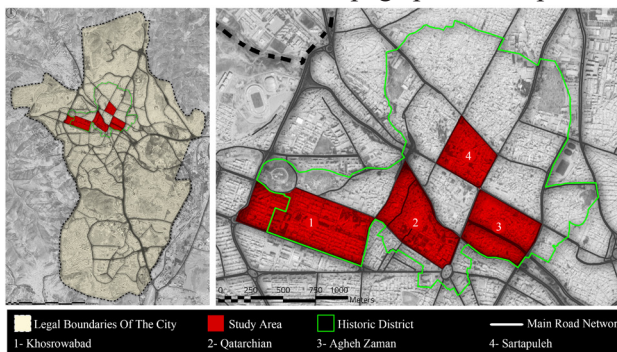 1
2
3
4
0 250 500 750 1000
Meters
Legal Boundaries Of The City
Study Area
Historic District
Main Road Networ
1- Khosrowabad
2- Qatarchian
3- Agheh Zaman
4- Sartapuleh